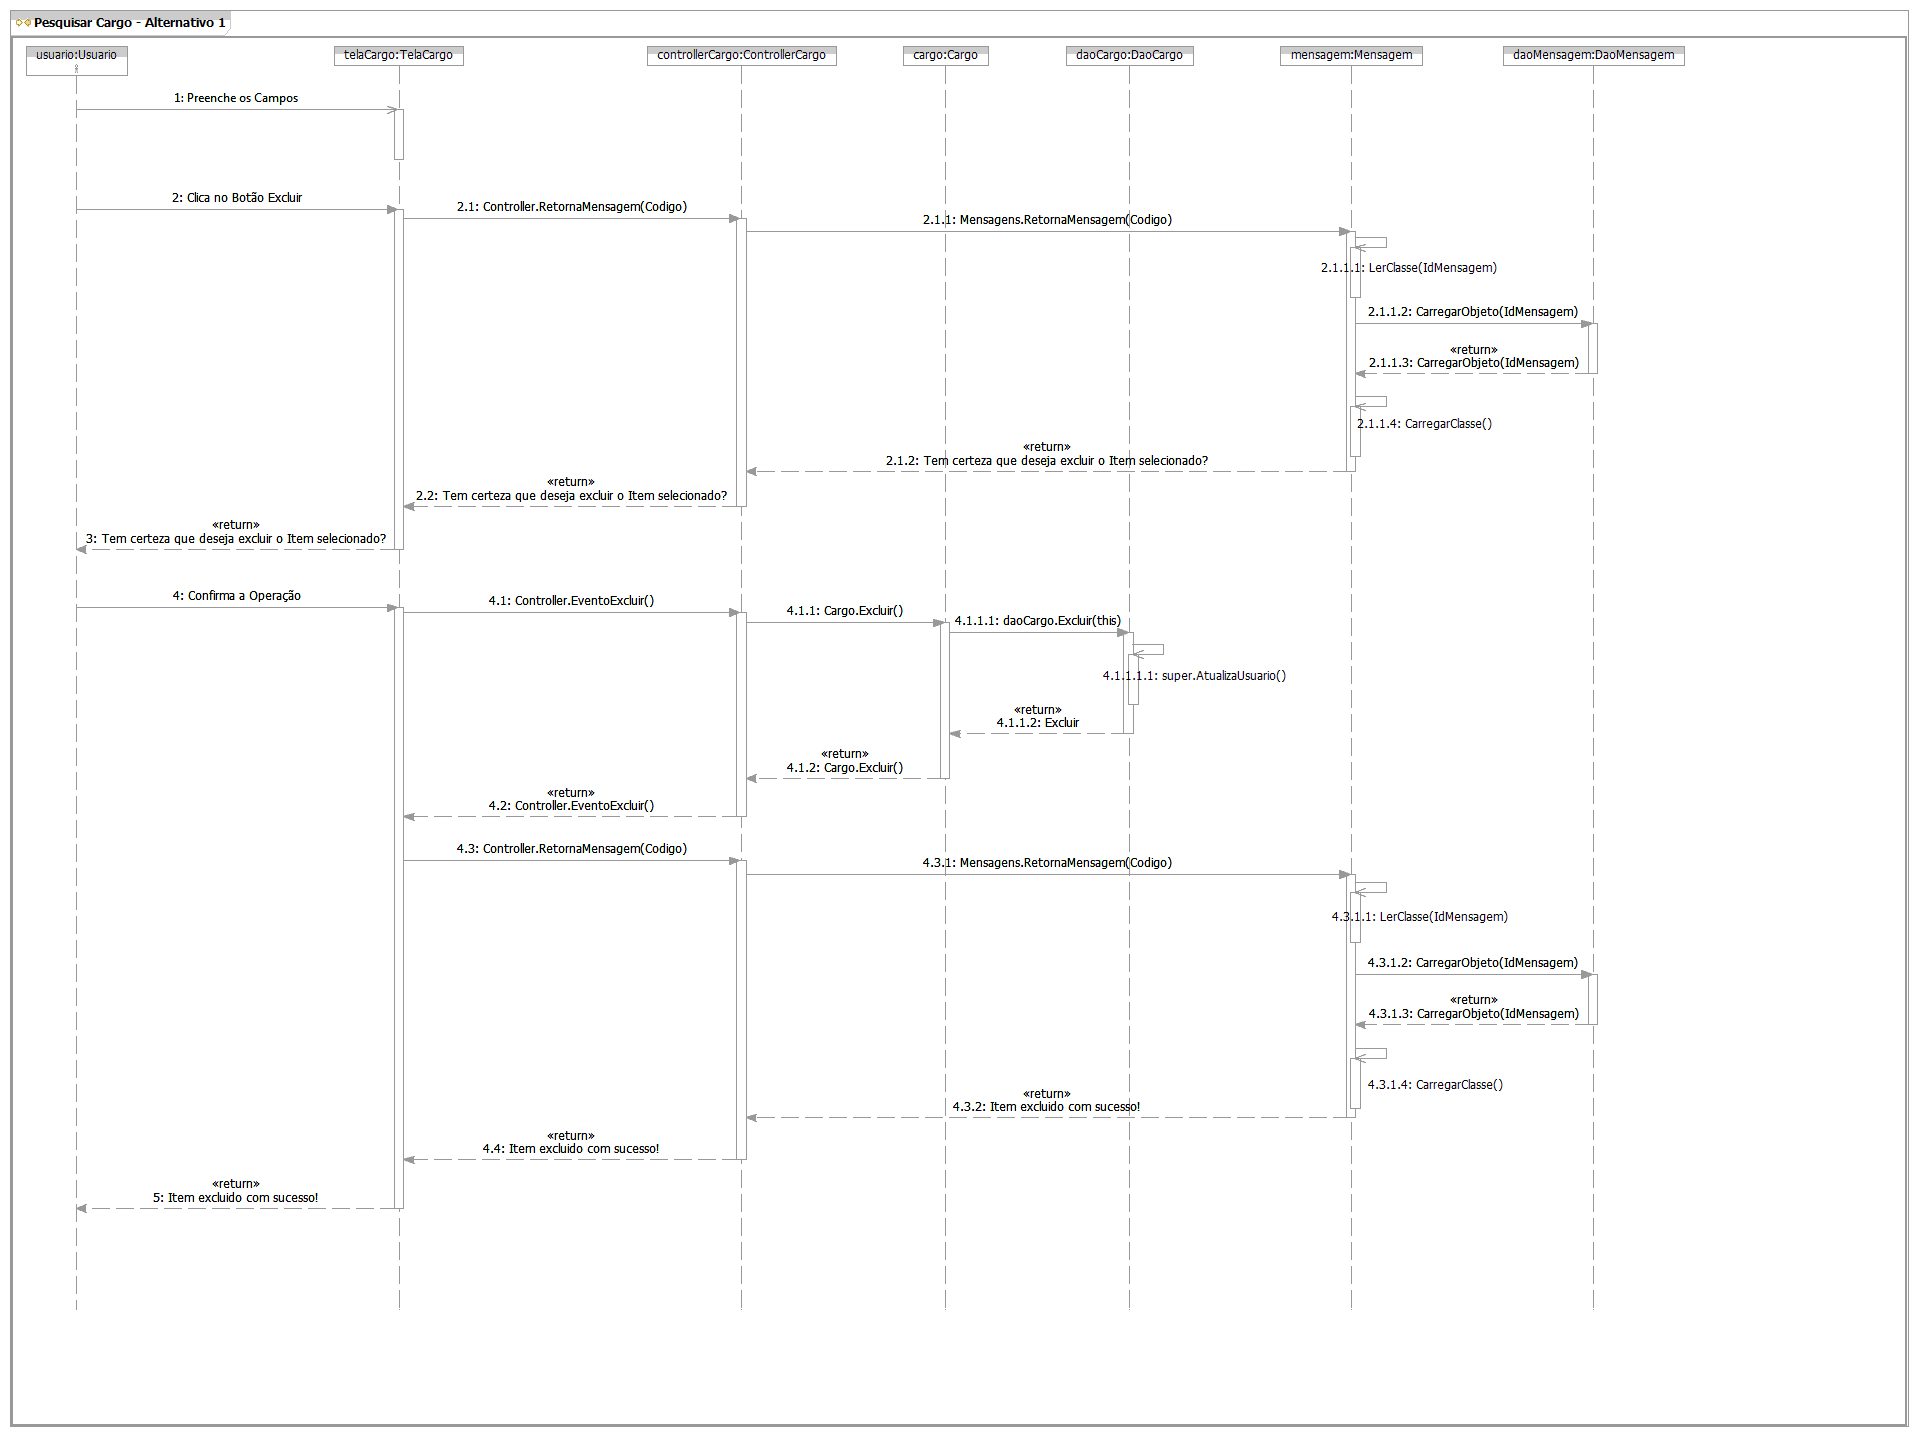 Pesquisar Cargo - Alternativo 1
usuario:Usuario
telaCargo:TelaCargo
controllerCargo:ControllerCargo
cargo:Cargo
daoCargo:DaoCargo
mensagem:Mensagem
daoMensagem:DaoMensagem
1: Preenche os Campos
2: Clica no Botão Excluir
2.1: Controller.RetornaMensagem(Codigo)
2.1.1: Mensagens.RetornaMensagem(Codigo)
2.1.1.1: LerClasse(IdMensagem)
2.1.1.2: CarregarObjeto(IdMensagem)
«return»
2.1.1.3: CarregarObjeto(IdMensagem)
2.1.1.4: CarregarClasse()
«return»
2.1.2: Tem certeza que deseja excluir o Item selecionado?
«return»
2.2: Tem certeza que deseja excluir o Item selecionado?
«return»
3: Tem certeza que deseja excluir o Item selecionado?
4: Confirma a Operação
4.1: Controller.EventoExcluir()
4.1.1: Cargo.Excluir()
4.1.1.1: daoCargo.Excluir(this)
4.1.1.1.1: super.AtualizaUsuario()
«return»
4.1.1.2: Excluir
«return»
4.1.2: Cargo.Excluir()
«return»
4.2: Controller.EventoExcluir()
4.3: Controller.RetornaMensagem(Codigo)
4.3.1: Mensagens.RetornaMensagem(Codigo)
4.3.1.1: LerClasse(IdMensagem)
4.3.1.2: CarregarObjeto(IdMensagem)
«return»
4.3.1.3: CarregarObjeto(IdMensagem)
4.3.1.4: CarregarClasse()
«return»
4.3.2: Item excluido com sucesso!
«return»
4.4: Item excluido com sucesso!
«return»
5: Item excluido com sucesso!